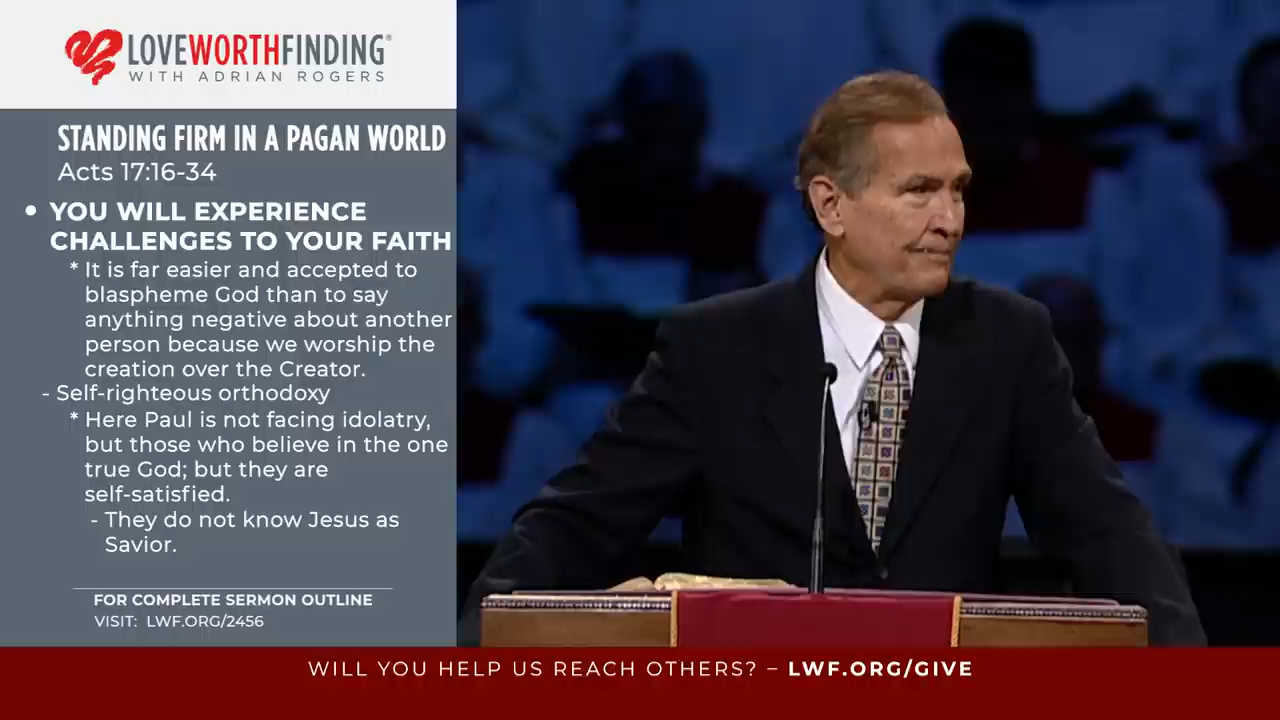 LOVEWORTHFINDING®
WITH ADRIAN ROGERS
STANDING FIRM IN A PAGAN WORLD
Acts 17:16-34
• YOU WILL EXPERIENCE
CHALLENGES TO YOUR FAITH
* It is far easier and accepted to
blaspheme God than to say
anything negative about another
person because we worship the
creation over the Creator.
- Self-righteous orthodoxy
* Here Paul is not facing idolatry,
but those who believe in the one
true God; but they are
self-satisfied.
- They do not know Jesus as
Savior.
FOR COMPLETE SERMON OUTLINE
VISIT: LWF.ORG/2456
WILL YOU HELP US REACH OTHERS? – LWF.ORG/GIVE